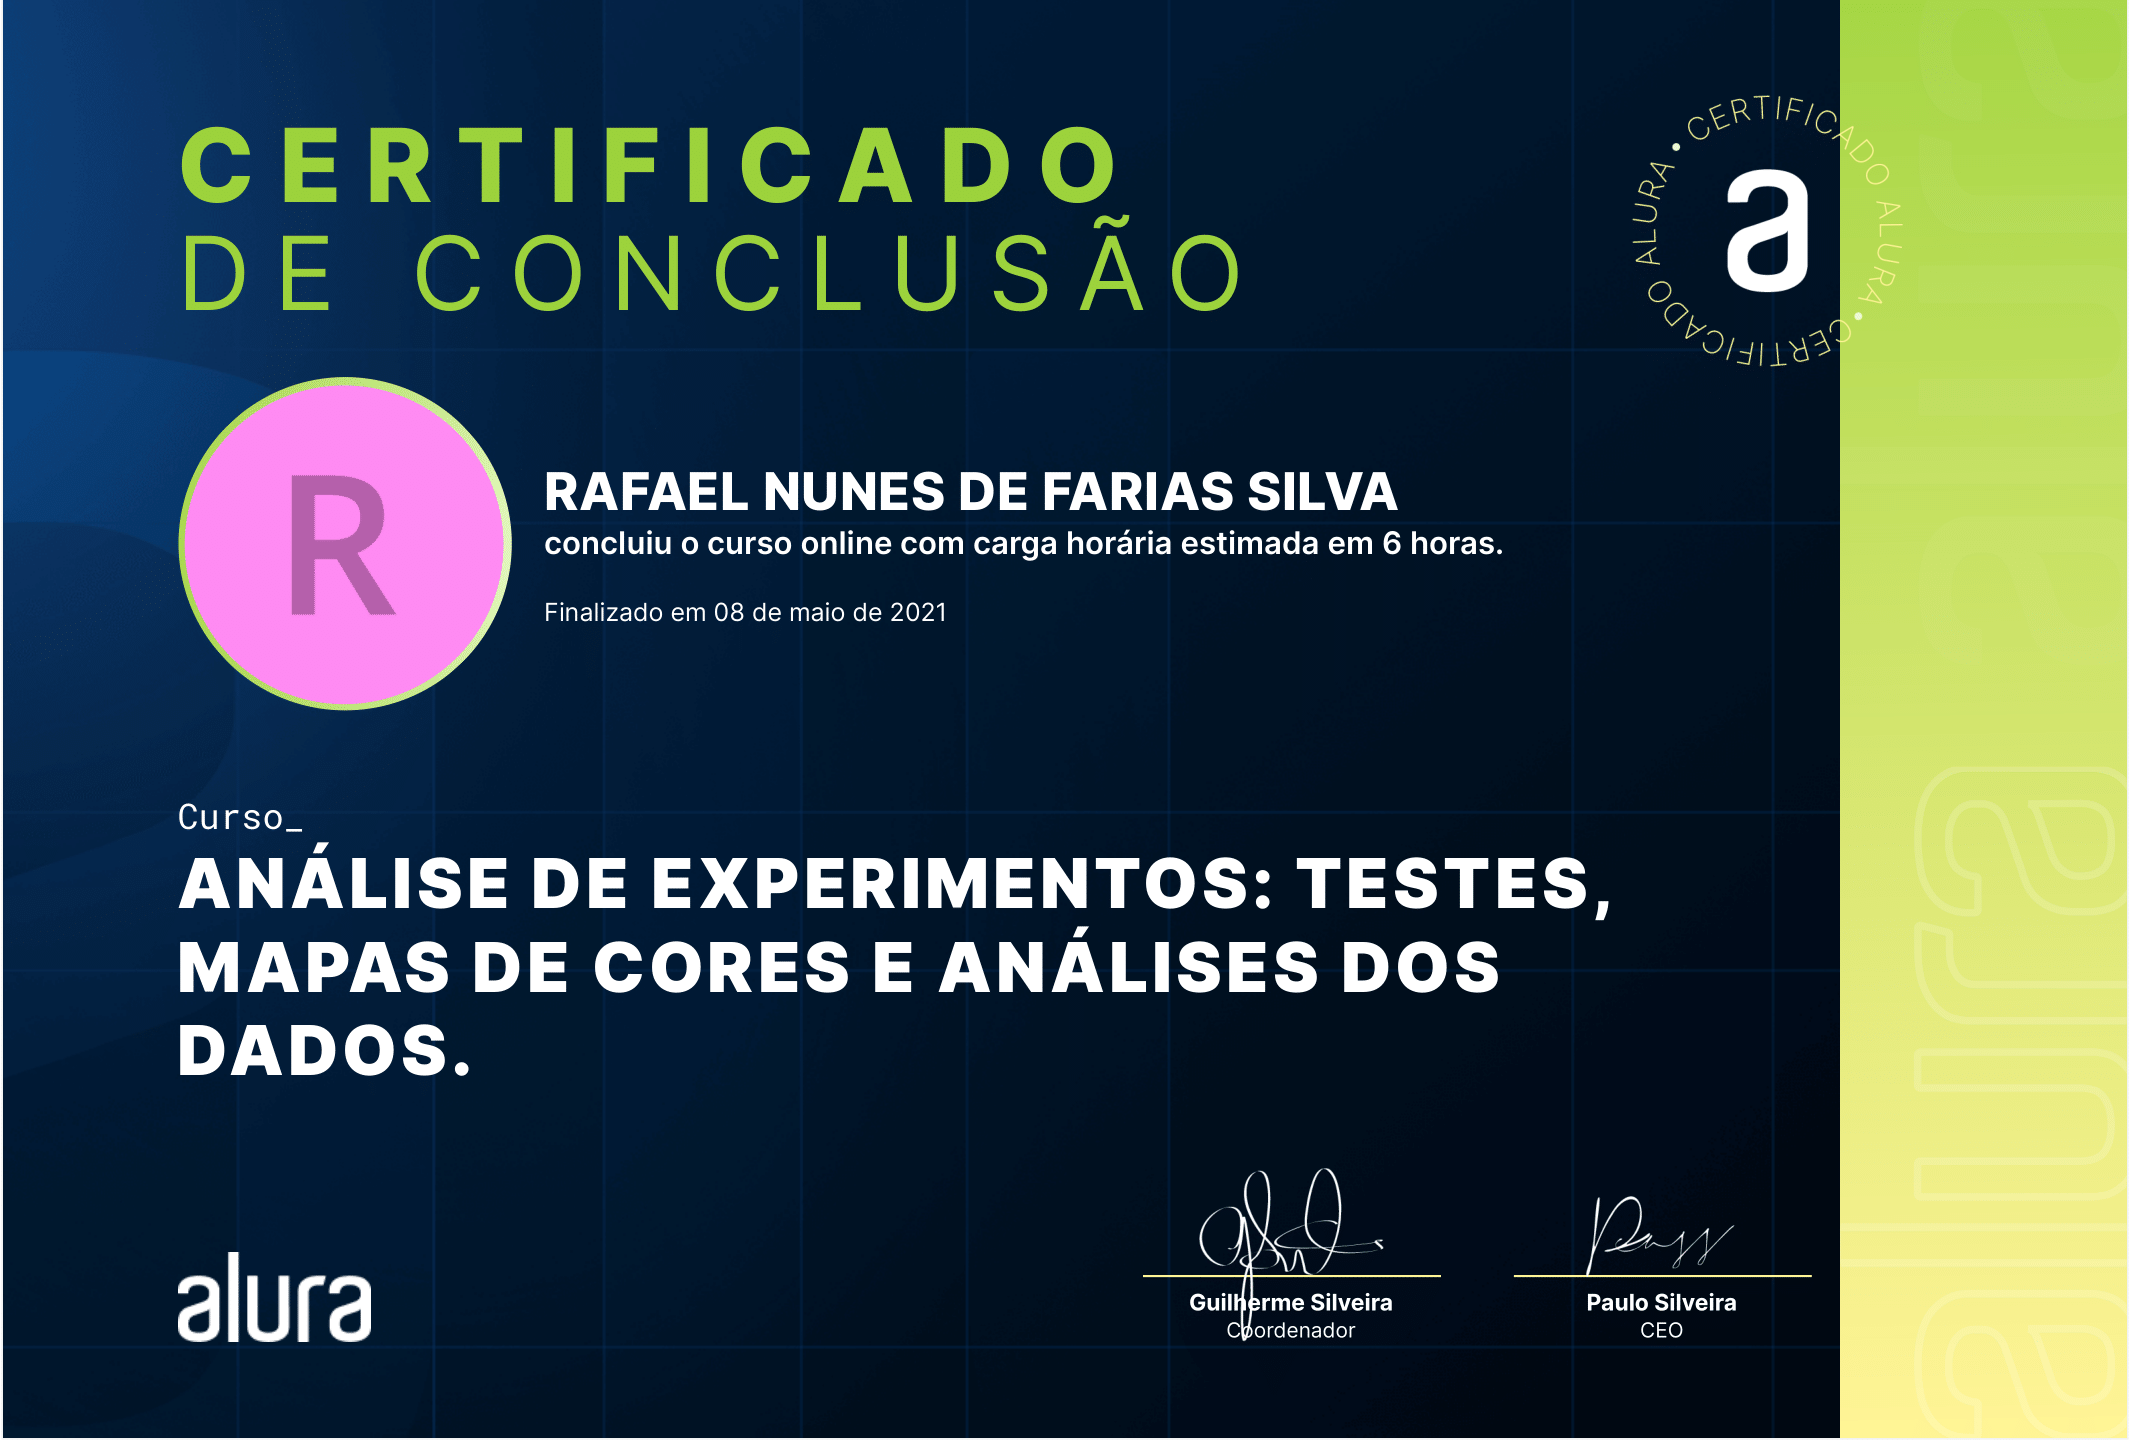 CERTIFICADO
DE CONCLUSÃO
CERTIFICADO ALURA • CERTIFICADO ALURA •
a
R
RAFAEL NUNES DE FARIAS SILVA
concluiu o curso online com carga horária estimada em 6 horas.
Finalizado em 08 de maio de 2021
Curso_
ANÁLISE DE EXPERIMENTOS: TESTES,
MAPAS DE CORES E ANÁLISES DOS
DADOS.
alura
Guilherme Silveira
Coordenador
Paulo Silveira
CEO
alura